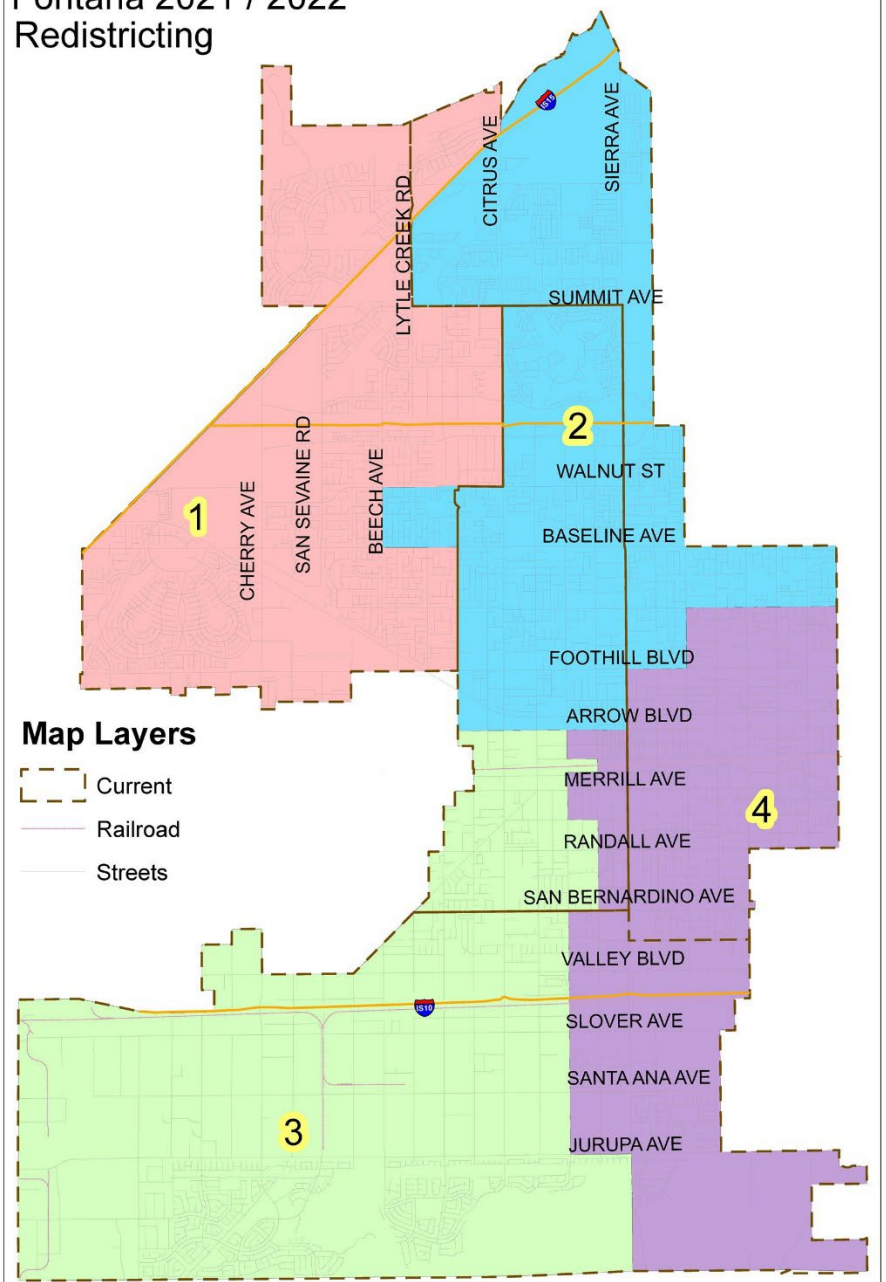 Fontana 2021 / 2022
Redistricting
IS15
CITRUS AVE
SIERRA AVE
LYTLE CREEK RD
SUMMIT AVE
2
WALNUT ST
SAN SEVAINE RD
BEECH AVE
CHERRY AVE
1
BASELINE AVE
FOOTHILL BLVD
ARROW BLVD
Map Layers
Current
Railroad
Streets
MERRILL AVE
4
RANDALL AVE
SAN BERNARDINO AVE
VALLEY BLVD
IS10
SLOVER AVE
SANTA ANA AVE
3
JURUPA AVE